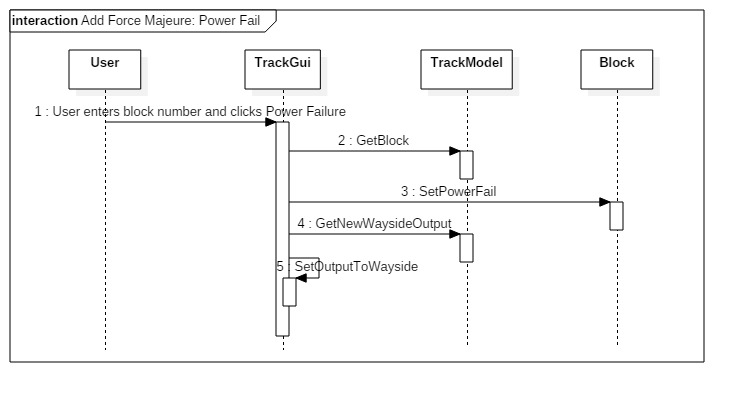 interaction Add Force Majeure: Power Fail
User
TrackGui
TrackModel
Block
1 : User enters block number and clicks Power Failure
2 : GetBlock
3 : SetPowerFail
4 : GetNewWaysideOutput
5 : SetOutputToWayside